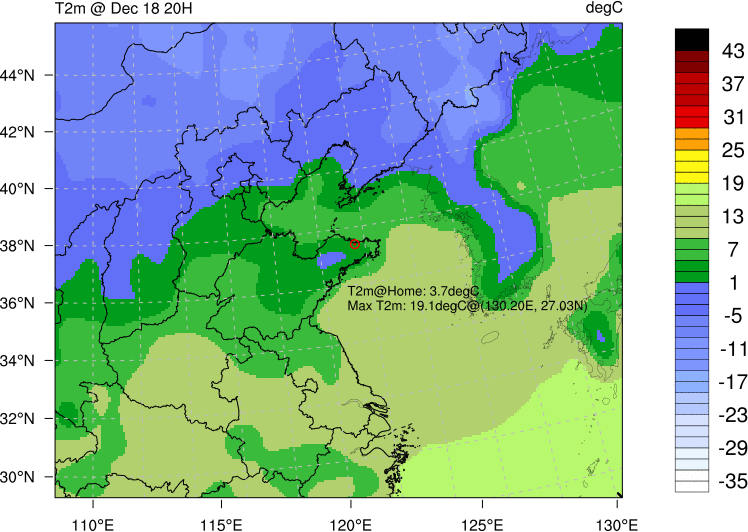 T2m @ Dec 18 20H
degC
44°N
42°N
40°N
38°N
36°N
34°N
32°N
30°N
T2m@Home: 3.7degC
Max T2m: 19.1degC@(130.20E, 27.03N)
110°E
115°E
120°E
125°E
130°E
43
37
31
25
19
13
7
1
-5
-11
-17
-23
-29
-35